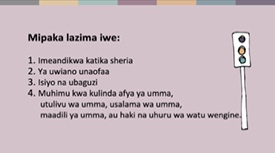 Mipaka lazima iwe:
1. Imeandikwa katika sheria
2. Ya uwiano unaofaa
3. Isiyo na ubaguzi
4. Muhimu kwa kulinda afya ya umma,
utulivu wa umma, usalama wa umma,
maadili ya umma, au haki na uhuru wa watu wengine.